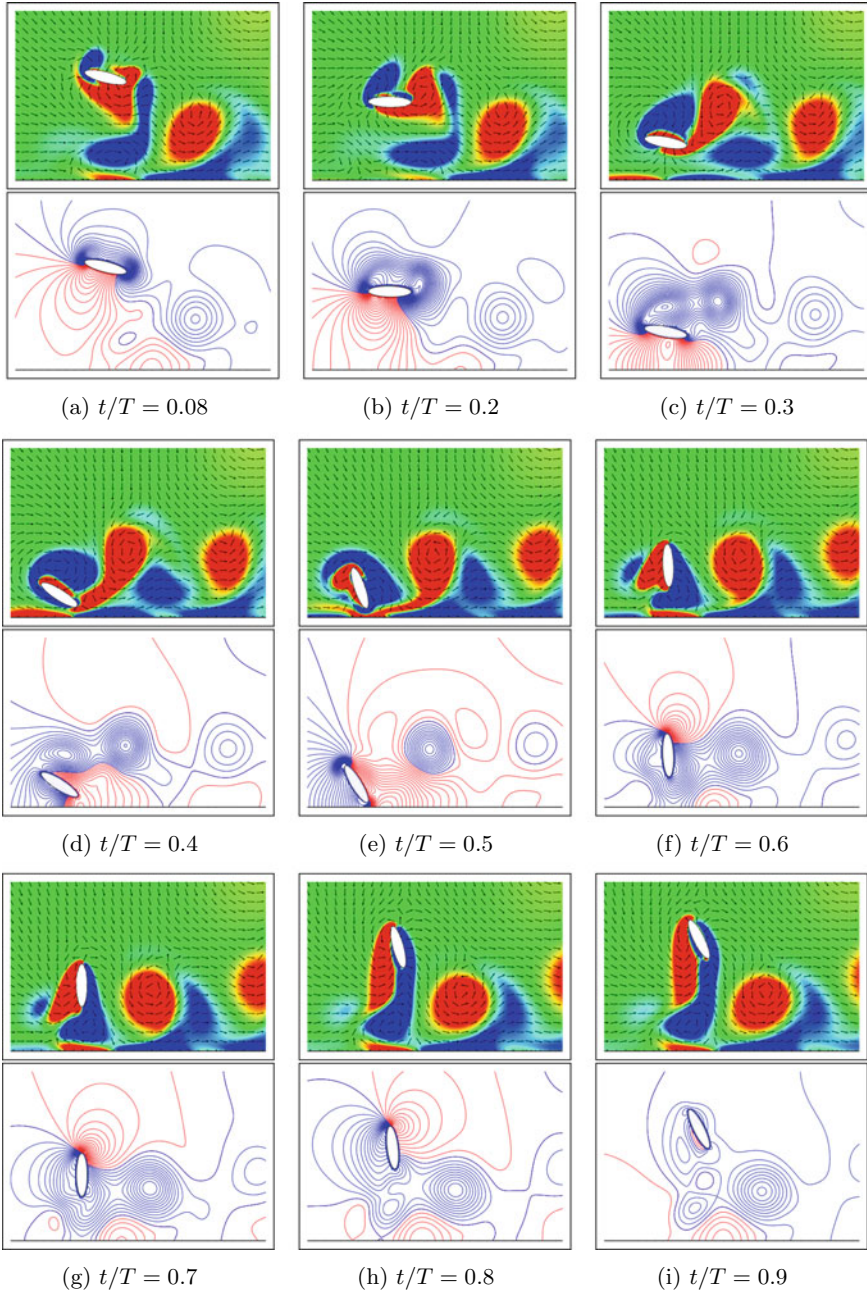 (a) t/T = 0.08
(b) t/T = 0.2
(c) t/T = 0.3
(d) t/T = 0.4
(e) t/T = 0.5
(f) t/T = 0.6
(g) t/T = 0.7
(h) t/T = 0.8
(i) t/T = 0.9